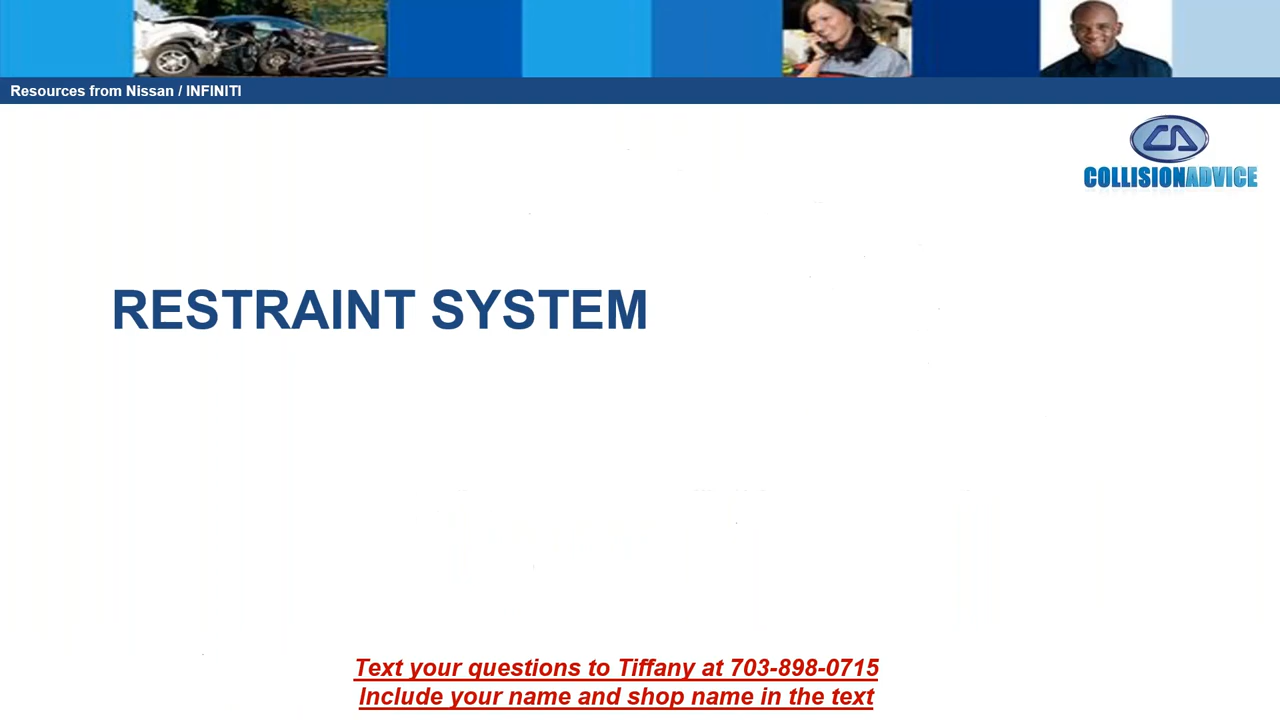 Resources from Nissan / INFINITI
COLLISIONADVICE
RESTRAINT SYSTEM
Text your questions to Tiffany at 703-898-0715
Include your name and shop name in the text